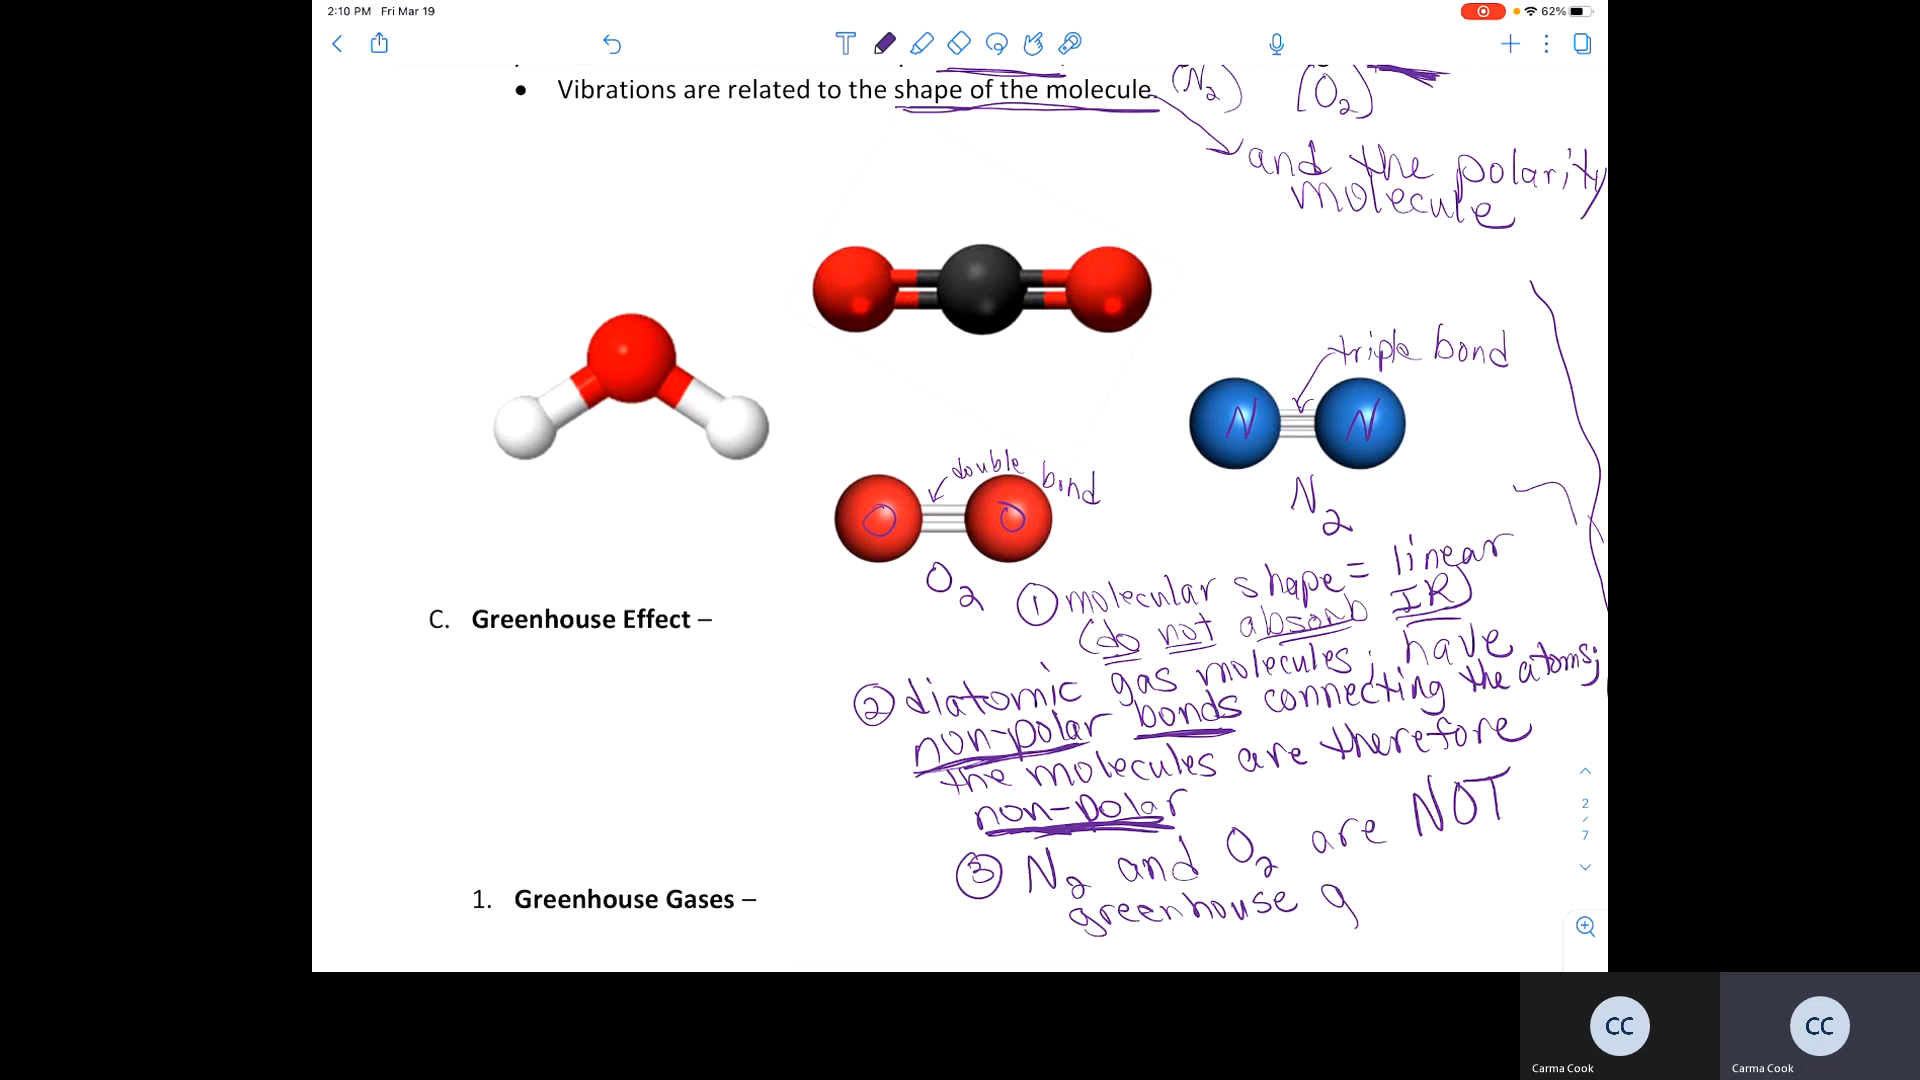 2:10 PM Fri Mar 19
62%
• Vibrations are related to the shape of the molecule.
(N2) [O2]
and the polarity
molecule
triple bond
N N
N2
double bond
O O
O2
① molecular shape = linear
(do not absorb IR)
② diatomic gas molecules; have
non-polar bonds connecting the atoms;
the molecules are therefore
non-polar
③ N2 and O2 are NOT
greenhouse g
C. Greenhouse Effect –
1. Greenhouse Gases –
2
7
CC
Carma Cook
CC
Carma Cook